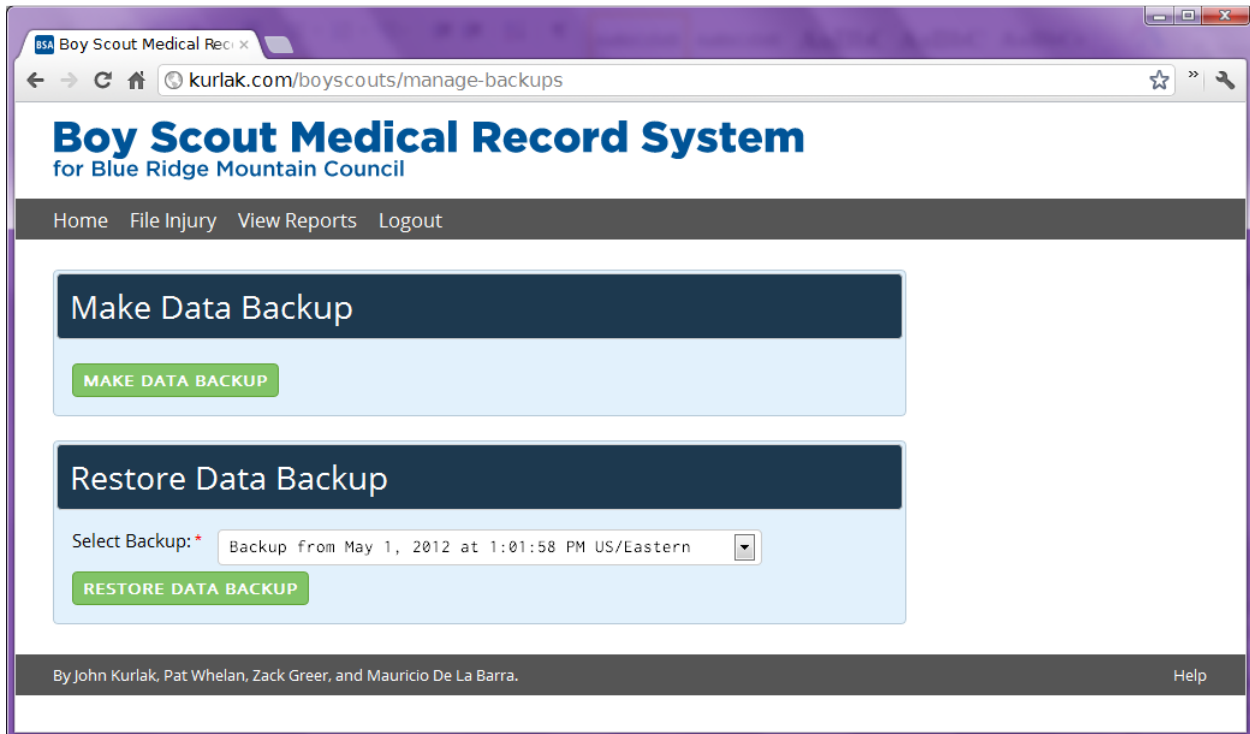 BSA Boy Scout Medical Rec
kurlak.com/boyscouts/manage-backups
Boy Scout Medical Record System
for Blue Ridge Mountain Council
Home File Injury View Reports Logout
Make Data Backup
MAKE DATA BACKUP
Restore Data Backup
Select Backup:* Backup from May 1, 2012 at 1:01:58 PM US/Eastern
RESTORE DATA BACKUP
By John Kurlak, Pat Whelan, Zack Greer, and Mauricio De La Barra. Help